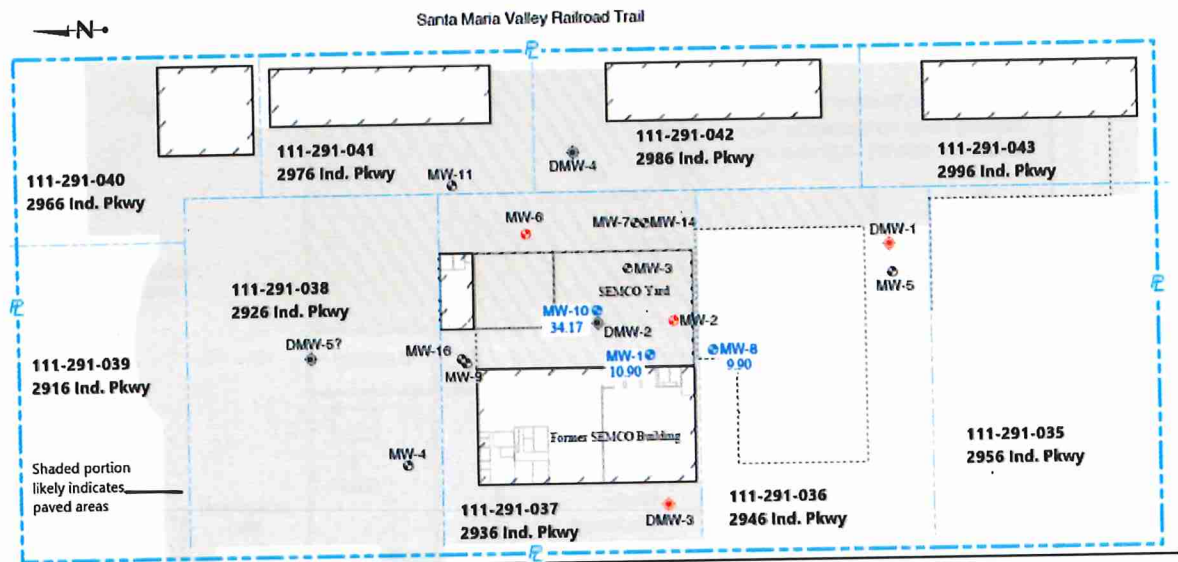 Santa Maria Valley Railroad Trail
N
PL
111-291-040
2966 Ind. Pkwy
111-291-041
2976 Ind. Pkwy
MW-11
DMW-4
111-291-042
2986 Ind. Pkwy
111-291-043
2996 Ind. Pkwy
MW-6
MW-7
MW-14
DMW-1
MW-5
MW-3
SEMCO Yard
111-291-038
2926 Ind. Pkwy
MW-10
34.17
DMW-2
MW-2
PL
PL
DMW-5?
MW-16
MW-9
MW-1
10.90
MW-8
9.90
111-291-039
2916 Ind. Pkwy
Former SEMCO Building
111-291-035
2956 Ind. Pkwy
MW-4
Shaded portion
likely indicates
paved areas
111-291-037
2936 Ind. Pkwy
DMW-3
111-291-036
2946 Ind. Pkwy
PL